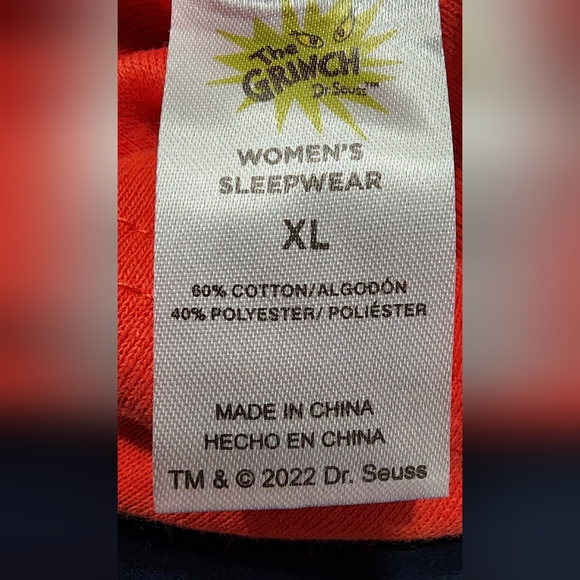 The
GRINCH
Dr. Seuss™
WOMEN'S
SLEEPWEAR
XL
60% COTTON/ALGODÓN
40% POLYESTER/ POLIÉSTER
MADE IN CHINA
HECHO EN CHINA
TM & © 2022 Dr. Seuss